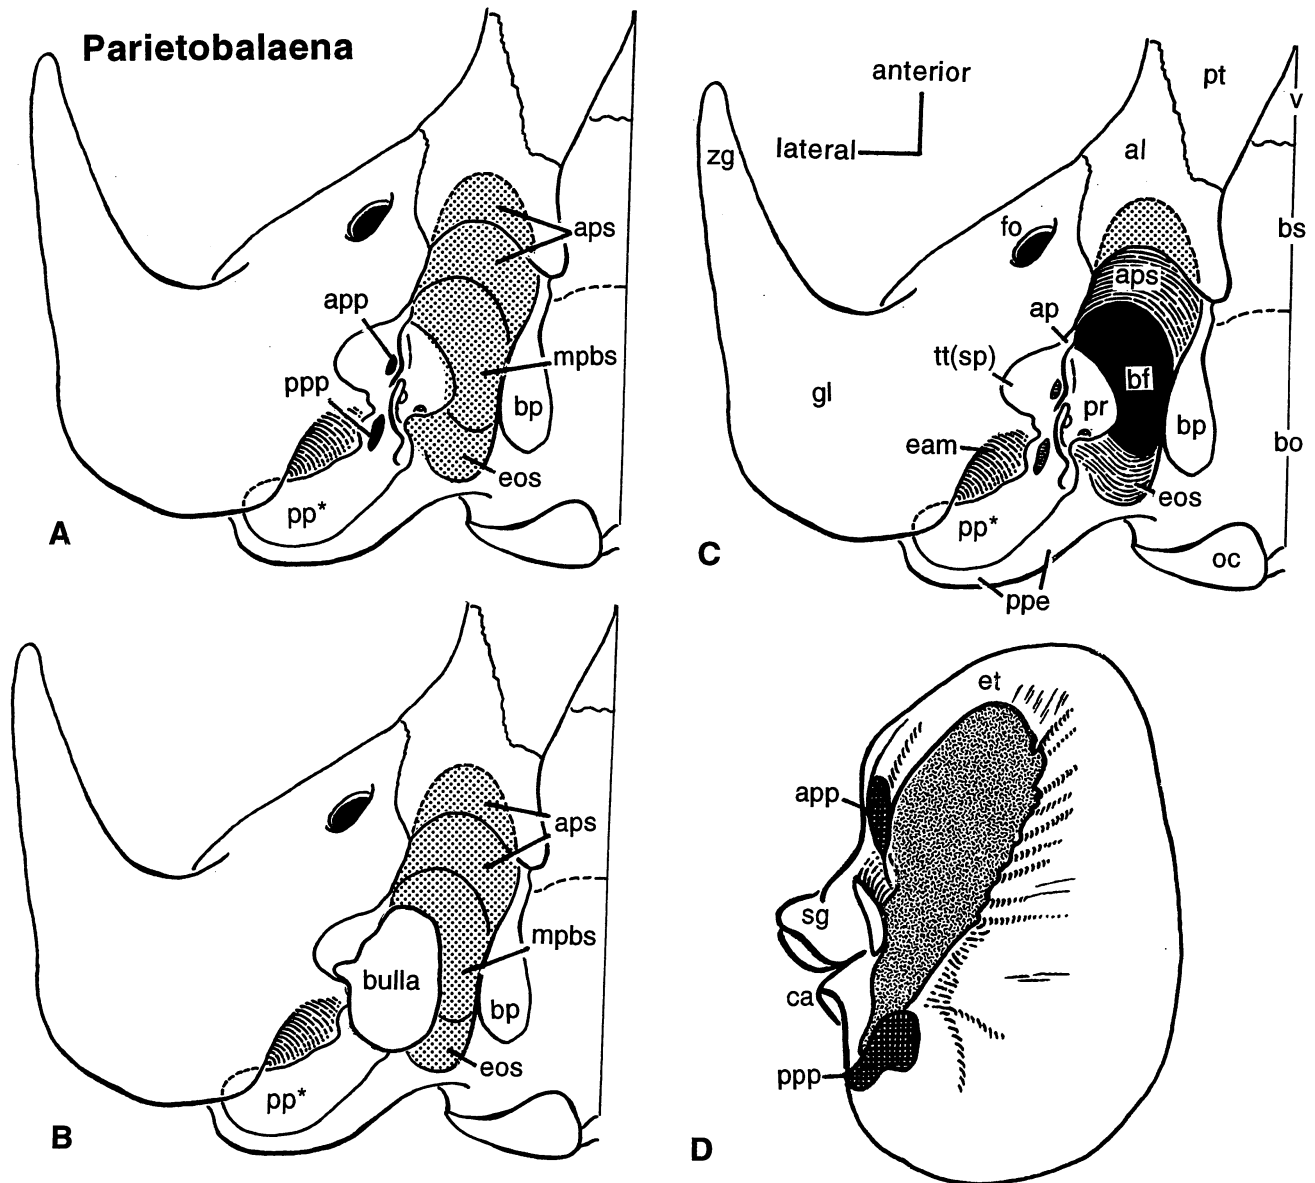 Parietobalaena
aps
app
mpbs
ppp
bp
eos
pp*
A
anterior
lateral
pt
v
zg
al
fo
bs
aps
ap
tt(sp)
bf
gl
pr
bp
eam
bo
eos
pp*
C
oc
ppe
aps
mpbs
bulla
bp
eos
pp*
B
et
app
sg
ca
ppp
D